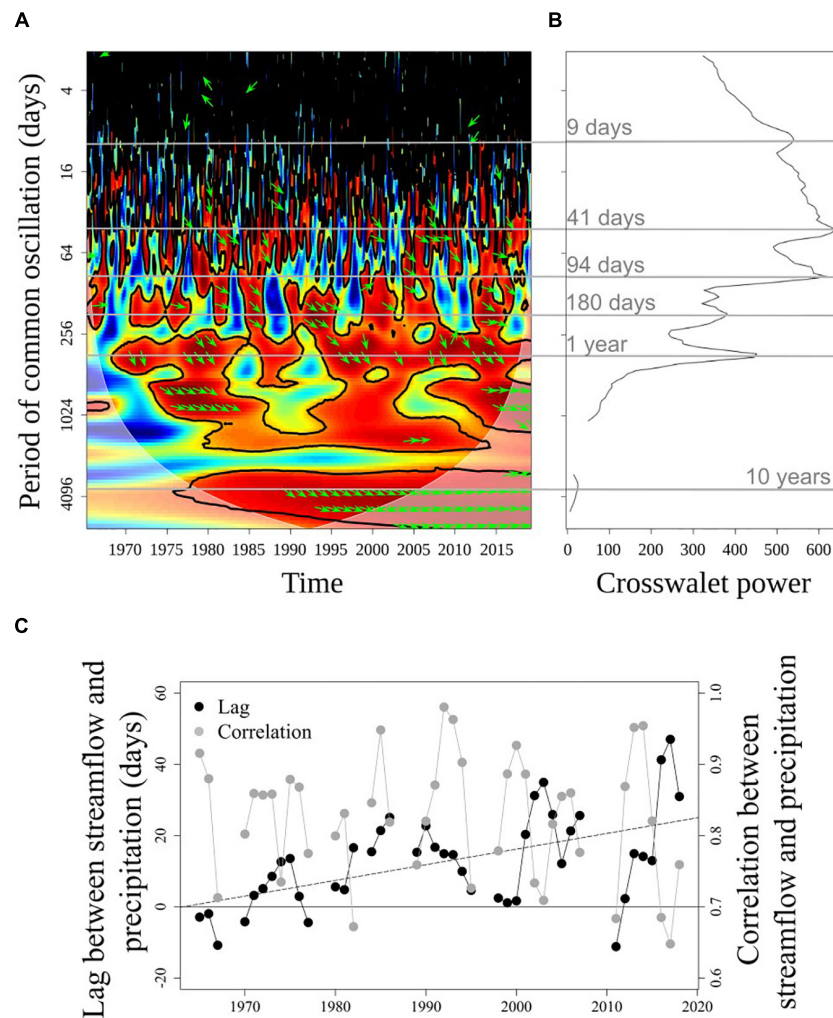 A
B
Period of common oscillation (days)
4
16
64
256
1024
4096
1970 1975 1980 1985 1990 1995 2000 2005 2010 2015
Time
9 days
41 days
94 days
180 days
1 year
10 years
0 100 200 300 400 500 600
Crosswalet power
C
Lag between streamflow and
precipitation (days)
60
40
20
0
-20
Lag
Correlation
1.0
0.9
0.8
0.7
0.6
Correlation between
streamflow and precipitation
1970 1980 1990 2000 2010 2020